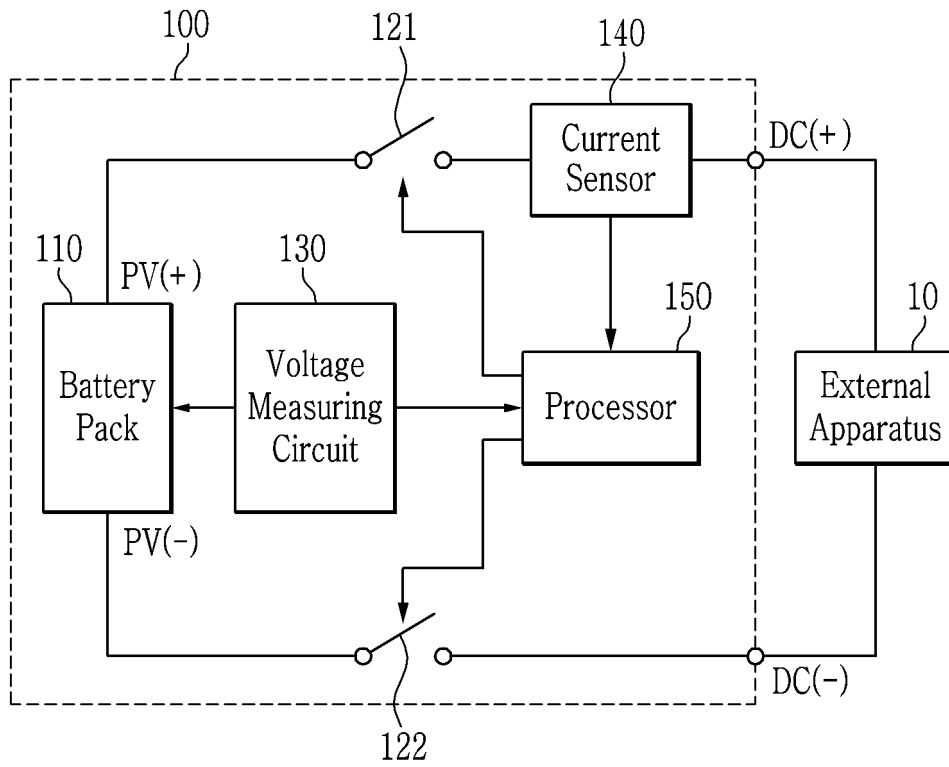 100
121
140
Current
Sensor
DC(+)
110
PV(+)
130
150
10
Battery
Pack
Voltage
Measuring
Circuit
Processor
External
Apparatus
PV(-)
DC(-)
122